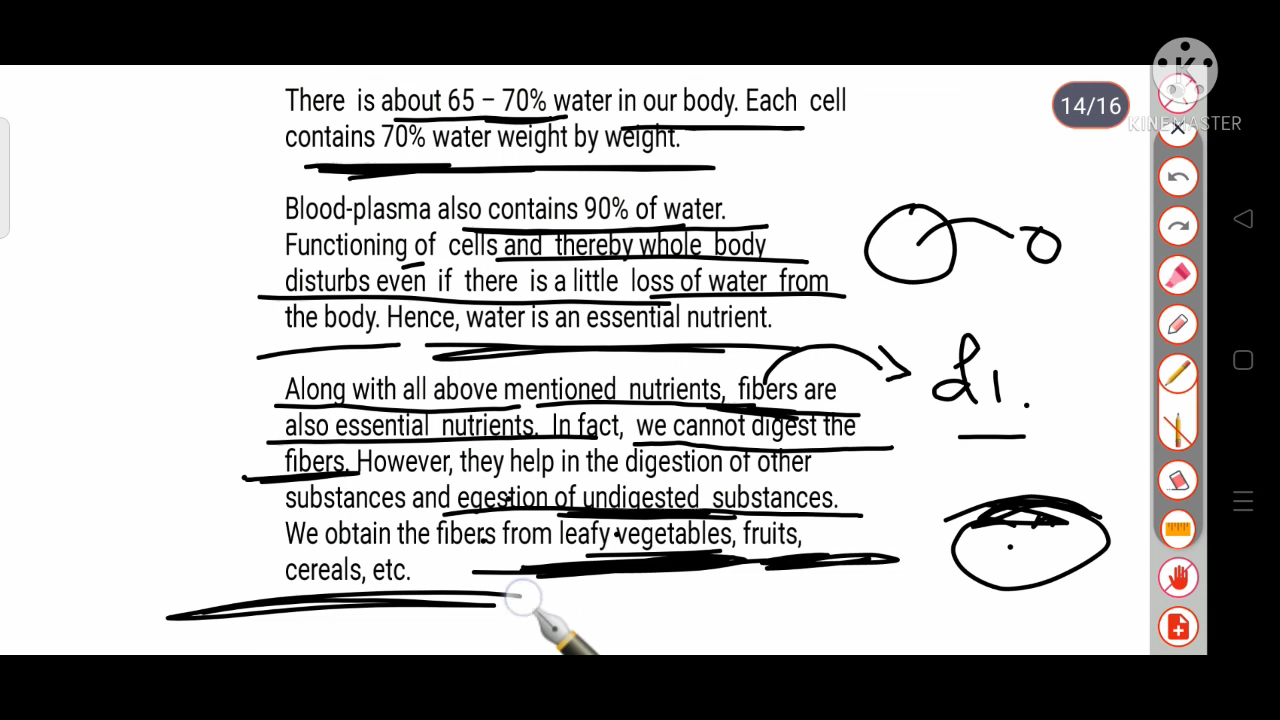 There is about 65 – 70% water in our body. Each cell
contains 70% water weight by weight.
Blood-plasma also contains 90% of water.
Functioning of cells and thereby whole body
disturbs even if there is a little loss of water from
the body. Hence, water is an essential nutrient.
Along with all above mentioned nutrients, fibers are
also essential nutrients. In fact, we cannot digest the
fibers. However, they help in the digestion of other
substances and egestion of undigested substances.
We obtain the fibers from leafy vegetables, fruits,
cereals, etc.
14/16
KINEMASTER